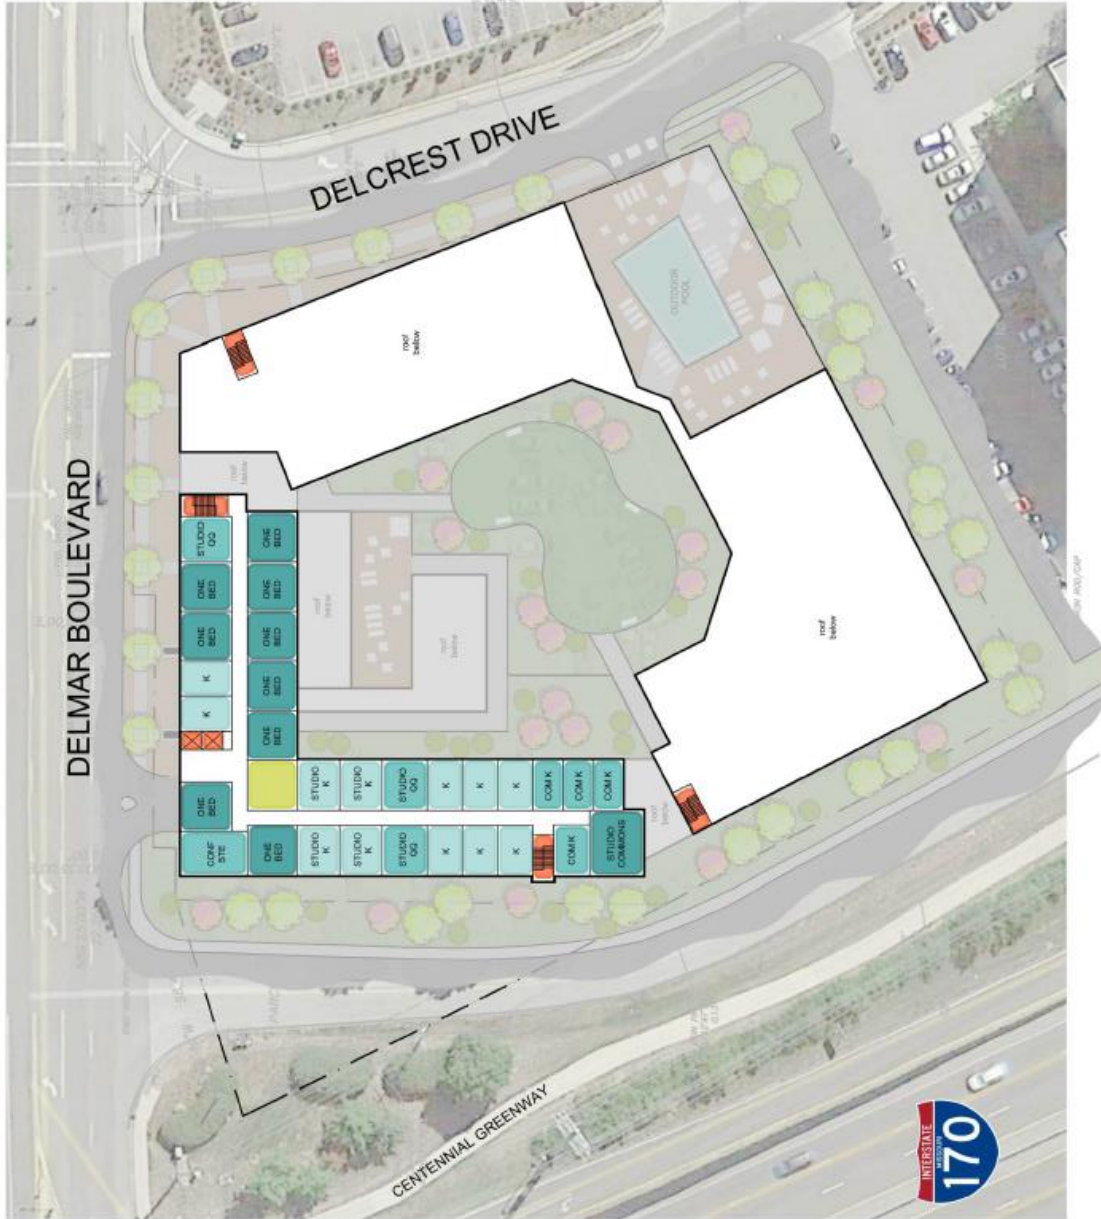 DELCREST DRIVE
DELMAR BOULEVARD
roof
below
OUTDOOR
POOL
roof
below
roof
below
roof
below
roof
below
roof
below
STUDIO
QQ
ONE
BED
ONE
BED
K
K
ONE
BED
CONF
STE
ONE
BED
ONE
BED
ONE
BED
ONE
BED
ONE
BED
ONE
BED
STUDIO
K
STUDIO
K
STUDIO
QQ
K
K
K
COM K
COM K
COM K
STUDIO
K
STUDIO
K
STUDIO
QQ
K
K
K
COM K
STUDIO
COMMONS
CENTENNIAL GREENWAY
INTERSTATE
MISSOURI
170